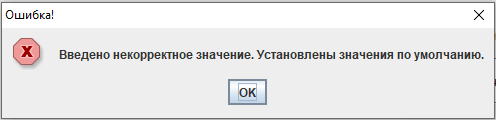 Ошибка!
Введено некорректное значение. Установлены значения по умолчанию.
OK